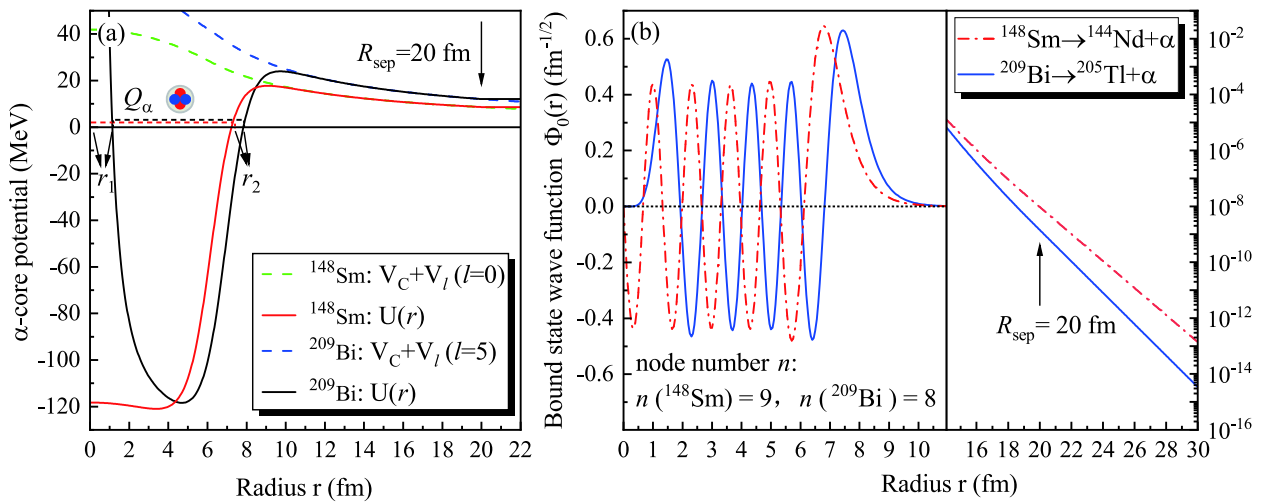 (a)
40
20
0
-20
-40
-60
-80
-100
-120
α-core potential (MeV)
Rsep=20 fm
Qα
r1
r2
148Sm: VC+Vl (l=0)
148Sm: U(r)
209Bi: VC+Vl (l=5)
209Bi: U(r)
0 2 4 6 8 10 12 14 16 18 20 22
Radius r (fm)
(b)
0.6
0.4
0.2
0.0
-0.2
-0.4
-0.6
Bound state wave function Φ0(r) (fm-1/2)
148Sm→144Nd+α
209Bi→205Tl+α
Rsep= 20 fm
node number n:
n (148Sm) = 9, n (209Bi) = 8
0 1 2 3 4 5 6 7 8 9 10 14 16 18 20 22 24 26 28 30
Radius r (fm)
10-2
10-4
10-6
10-8
10-10
10-12
10-14
10-16